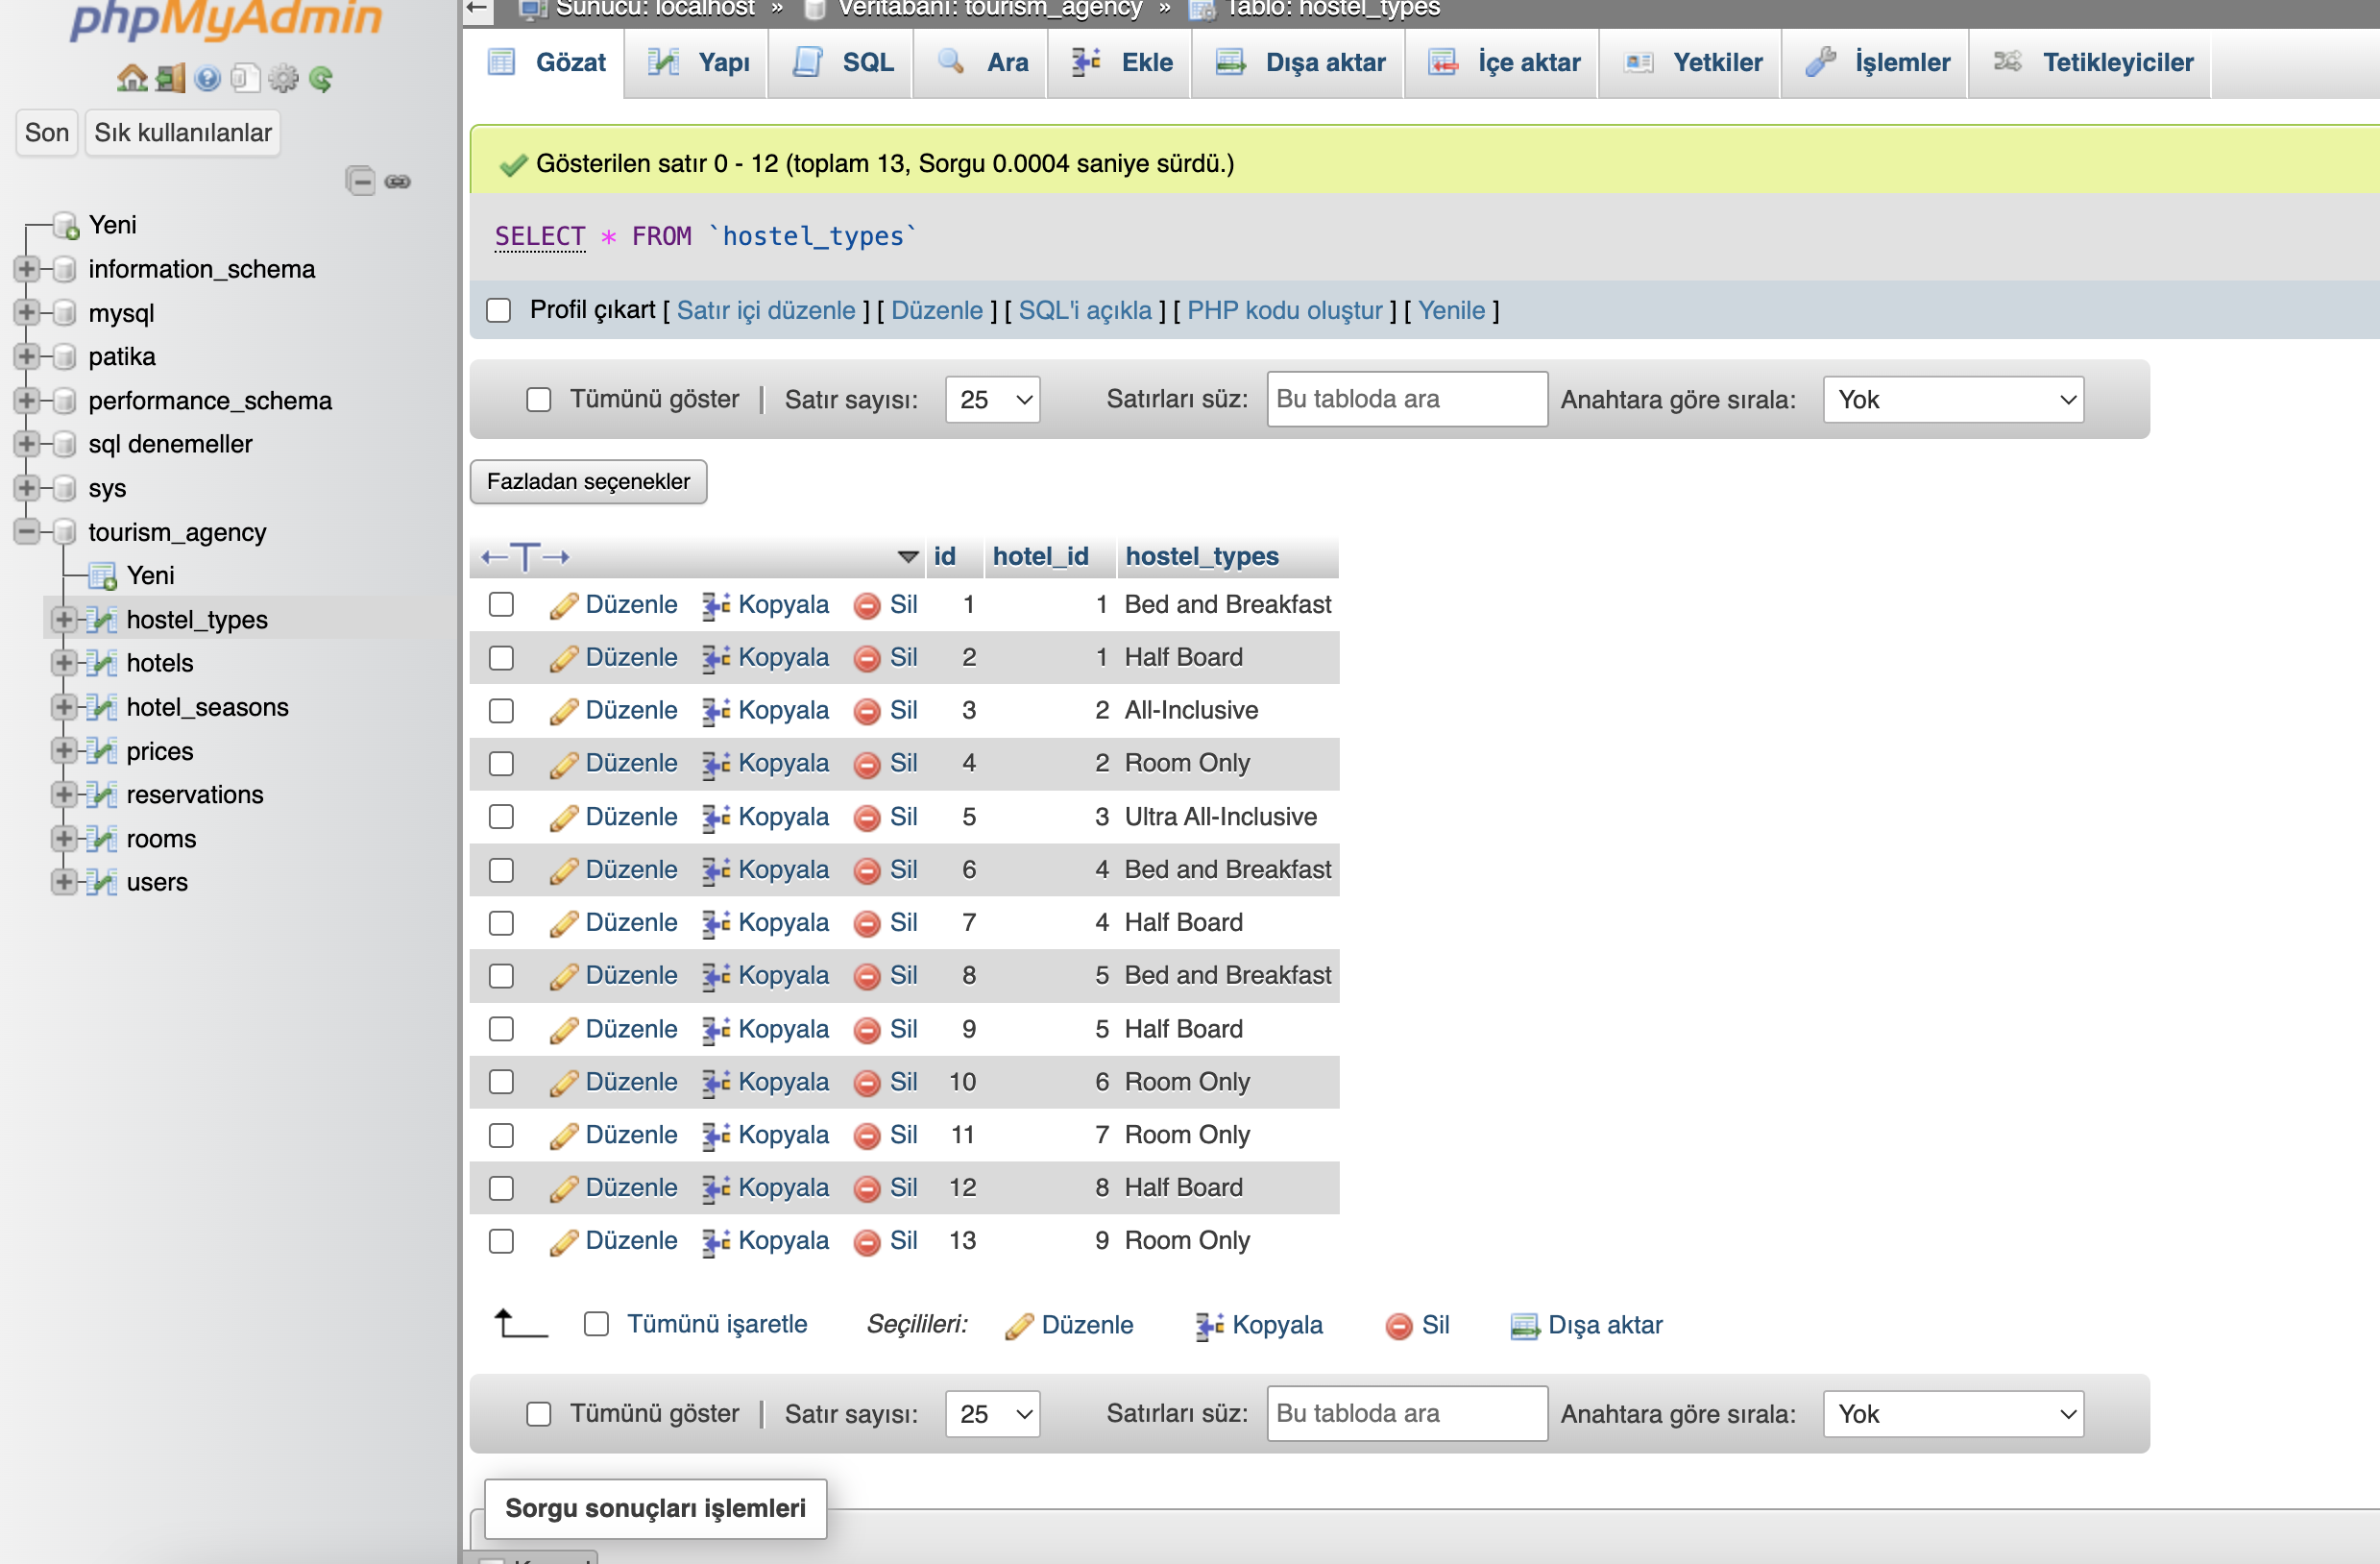 phpMyAdmin
Son Sık kullanılanlar
Yeni
information_schema
mysql
patika
performance_schema
sql denemeller
sys
tourism_agency
Yeni
hostel_types
hotels
hotel_seasons
prices
reservations
rooms
users
Sunucu: localhost » Veritabanı: tourism_agency » Tablo: hostel_types
Gözat Yapı SQL Ara Ekle Dışa aktar İçe aktar Yetkiler İşlemler Tetikleyiciler
Gösterilen satır 0 - 12 (toplam 13, Sorgu 0.0004 saniye sürdü.)
SELECT * FROM `hostel_types`
Profil çıkart [ Satır içi düzenle ] [ Düzenle ] [ SQL'i açıkla ] [ PHP kodu oluştur ] [ Yenile ]
Tümünü göster | Satır sayısı: 25 Satırları süz: Bu tabloda ara Anahtara göre sırala: Yok
Fazladan seçenekler
←T→ id hotel_id hostel_types
Düzenle Kopyala Sil 1 1 Bed and Breakfast
Düzenle Kopyala Sil 2 1 Half Board
Düzenle Kopyala Sil 3 2 All-Inclusive
Düzenle Kopyala Sil 4 2 Room Only
Düzenle Kopyala Sil 5 3 Ultra All-Inclusive
Düzenle Kopyala Sil 6 4 Bed and Breakfast
Düzenle Kopyala Sil 7 4 Half Board
Düzenle Kopyala Sil 8 5 Bed and Breakfast
Düzenle Kopyala Sil 9 5 Half Board
Düzenle Kopyala Sil 10 6 Room Only
Düzenle Kopyala Sil 11 7 Room Only
Düzenle Kopyala Sil 12 8 Half Board
Düzenle Kopyala Sil 13 9 Room Only
Tümünü işaretle Seçilileri: Düzenle Kopyala Sil Dışa aktar
Tümünü göster | Satır sayısı: 25 Satırları süz: Bu tabloda ara Anahtara göre sırala: Yok
Sorgu sonuçları işlemleri